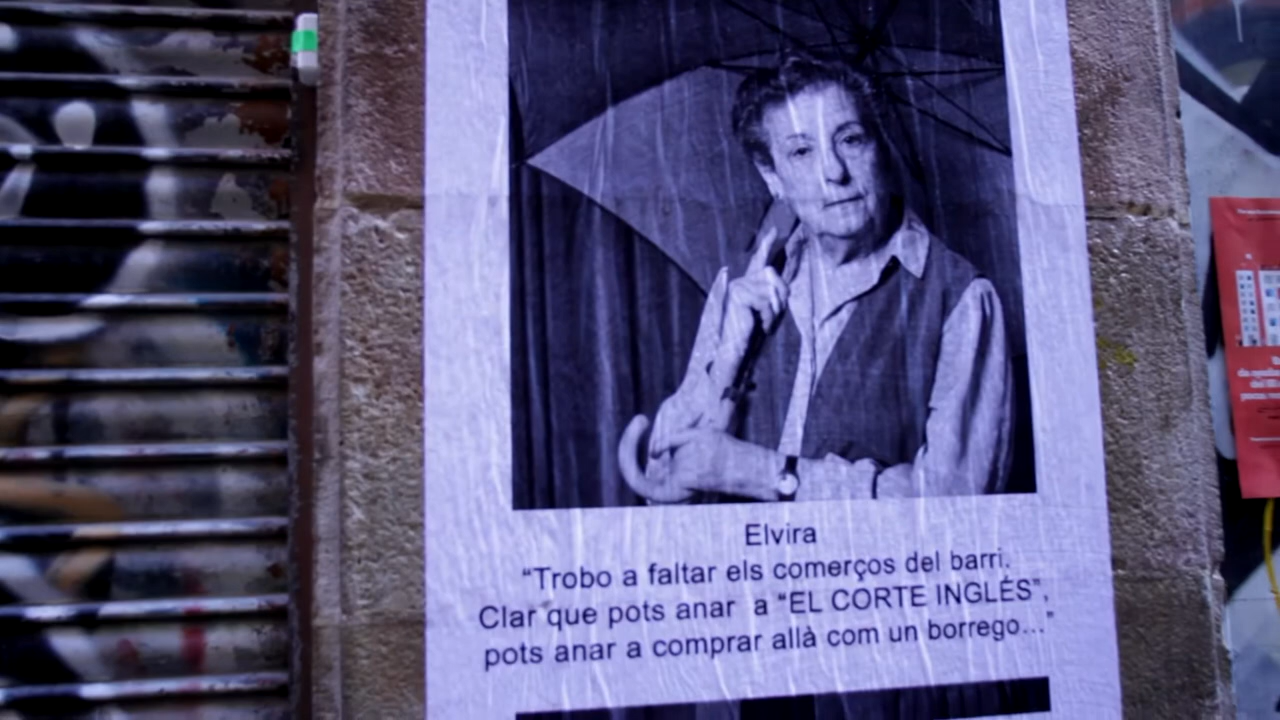 Elvira
“Trobo a faltar els comerços del barri.
Clar que pots anar a “EL CORTE INGLÉS”,
pots anar a comprar allà com un borrego...”